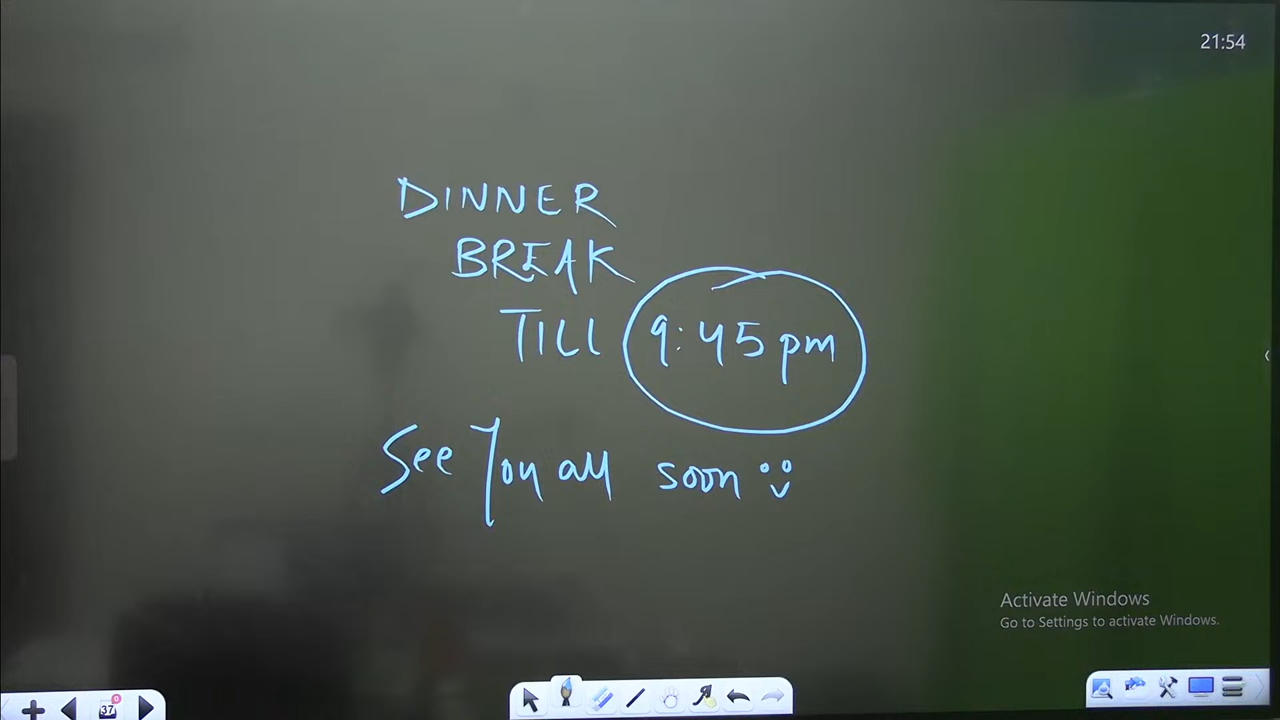 21:54
DINNER
BREAK
TILL 9:45 pm
See You all soon
Activate Windows
Go to Settings to activate Windows.
37
0